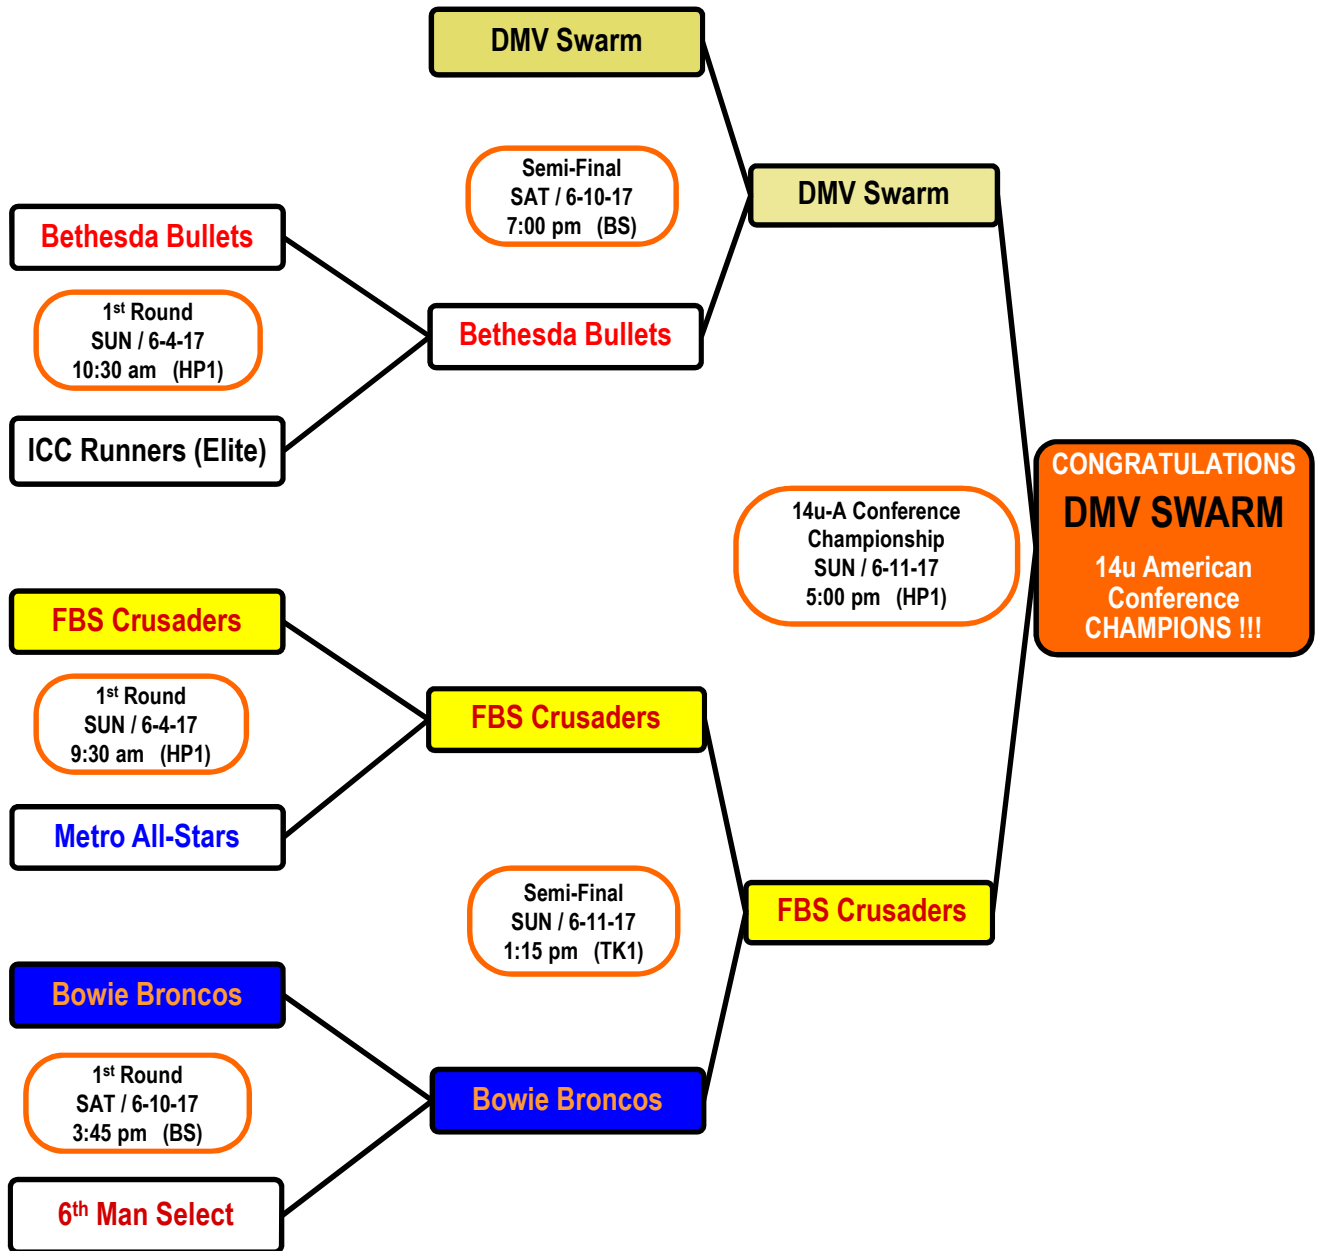 DMV Swarm
Semi-Final
SAT / 6-10-17
7:00 pm (BS)
DMV Swarm
Bethesda Bullets
1st Round
SUN / 6-4-17
10:30 am (HP1)
Bethesda Bullets
ICC Runners (Elite)
CONGRATULATIONS
DMV SWARM
14u American
Conference
CHAMPIONS !!!
14u-A Conference
Championship
SUN / 6-11-17
5:00 pm (HP1)
FBS Crusaders
1st Round
SUN / 6-4-17
9:30 am (HP1)
FBS Crusaders
Metro All-Stars
Semi-Final
SUN / 6-11-17
1:15 pm (TK1)
FBS Crusaders
Bowie Broncos
1st Round
SAT / 6-10-17
3:45 pm (BS)
Bowie Broncos
6th Man Select